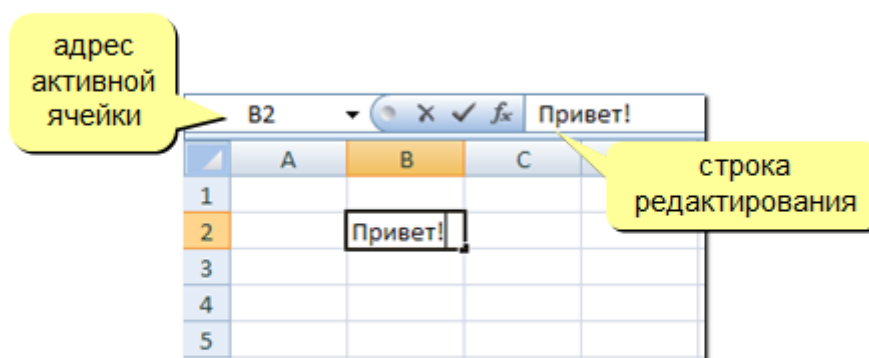 адрес
активной
ячейки
B2 fx Привет!
строка
редактирования
A B C
1
2 Привет!
3
4
5